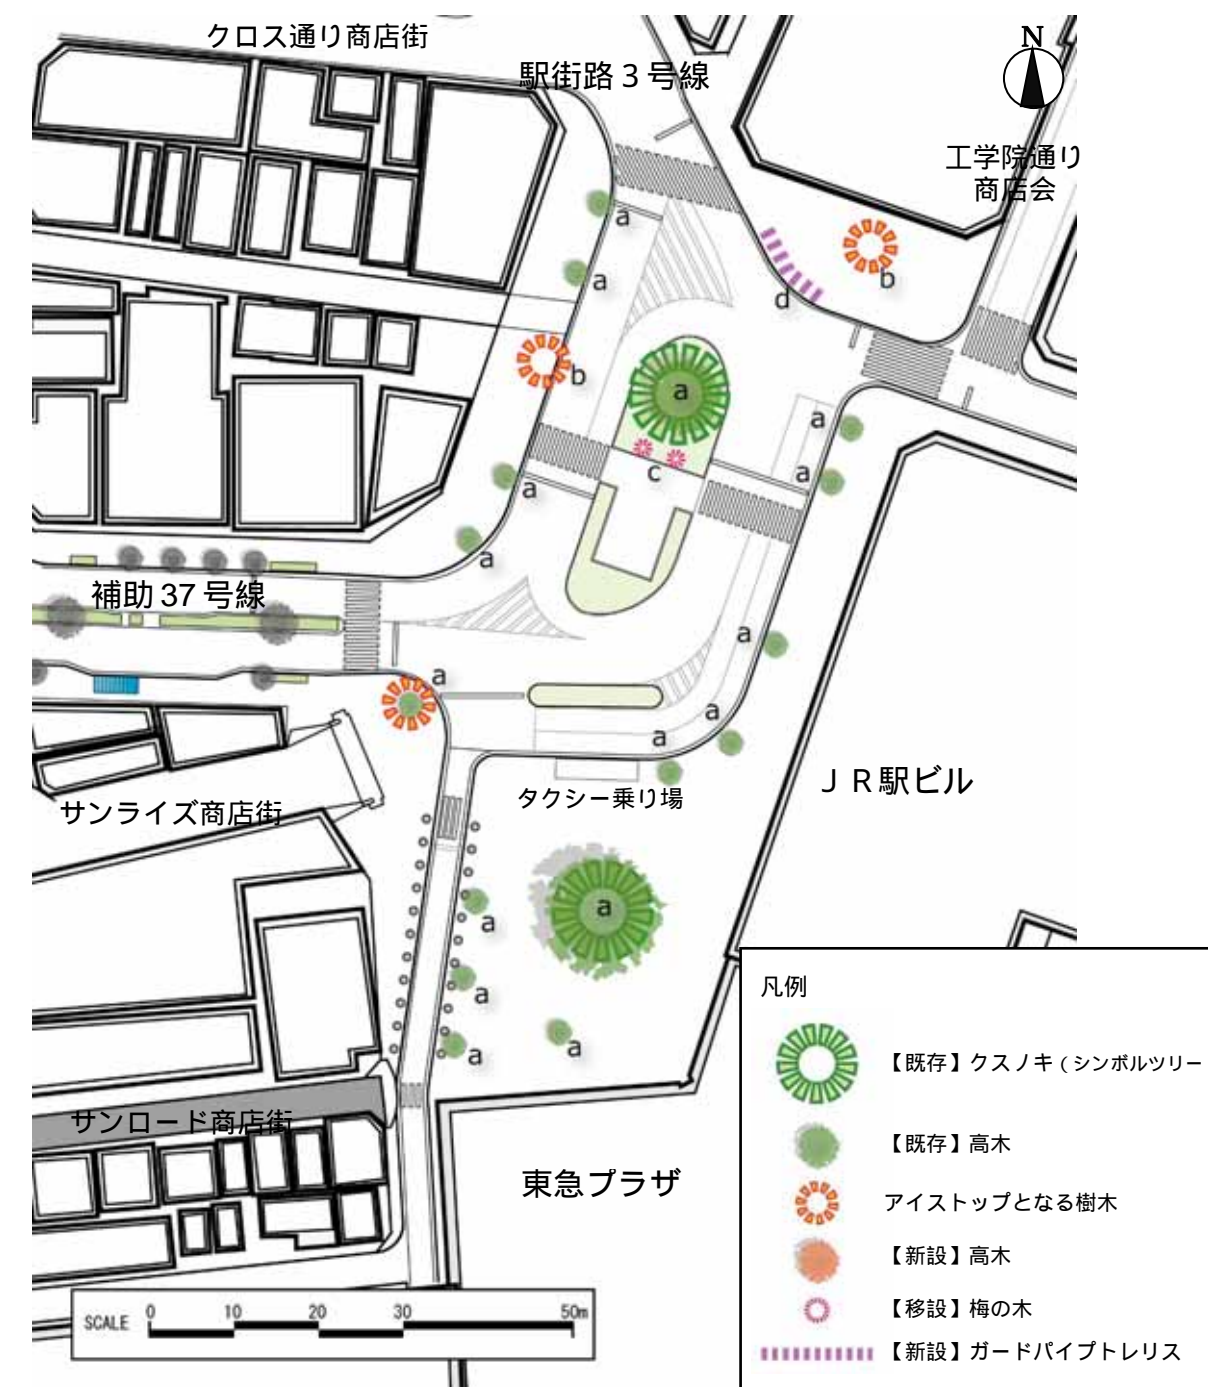 クロス通り商店街
駅街路3号線
N
工学院通り
商店会
a
a
b
d
b
a
a
c
a
a
a
a
補助37号線
a
a
a
a
タクシー乗り場
JR駅ビル
サンライズ商店街
a
a
a
a
a
サンロード商店街
東急プラザ
凡例
【既存】クスノキ(シンボルツリー
【既存】高木
アイストップとなる樹木
【新設】高木
【移設】梅の木
【新設】ガードパイプトレリス
SCALE 0 10 20 30 50m